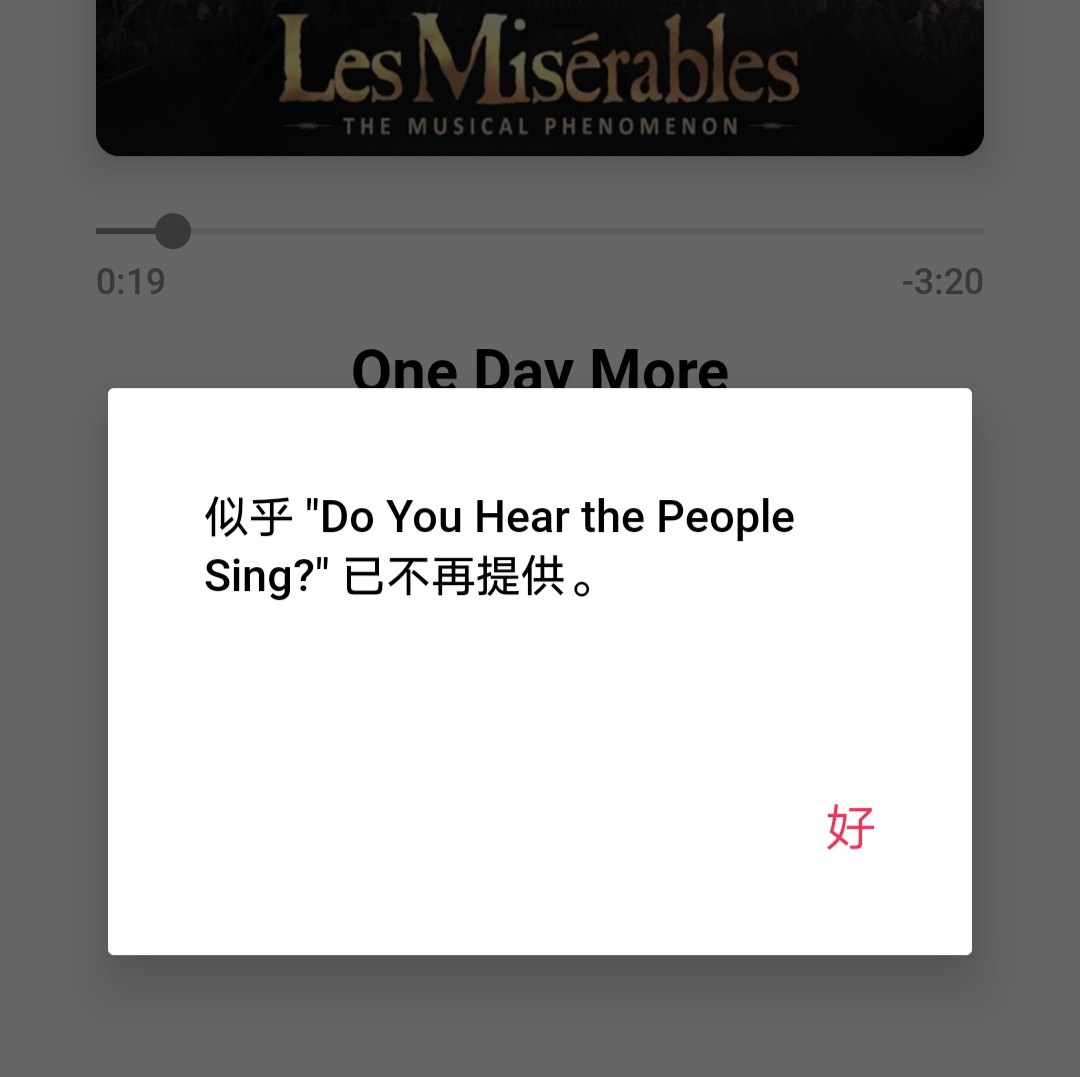 Les Misérables
THE MUSICAL PHENOMENON
0:19
-3:20
One Day More
似乎 "Do You Hear the People
Sing?" 已不再提供。
好